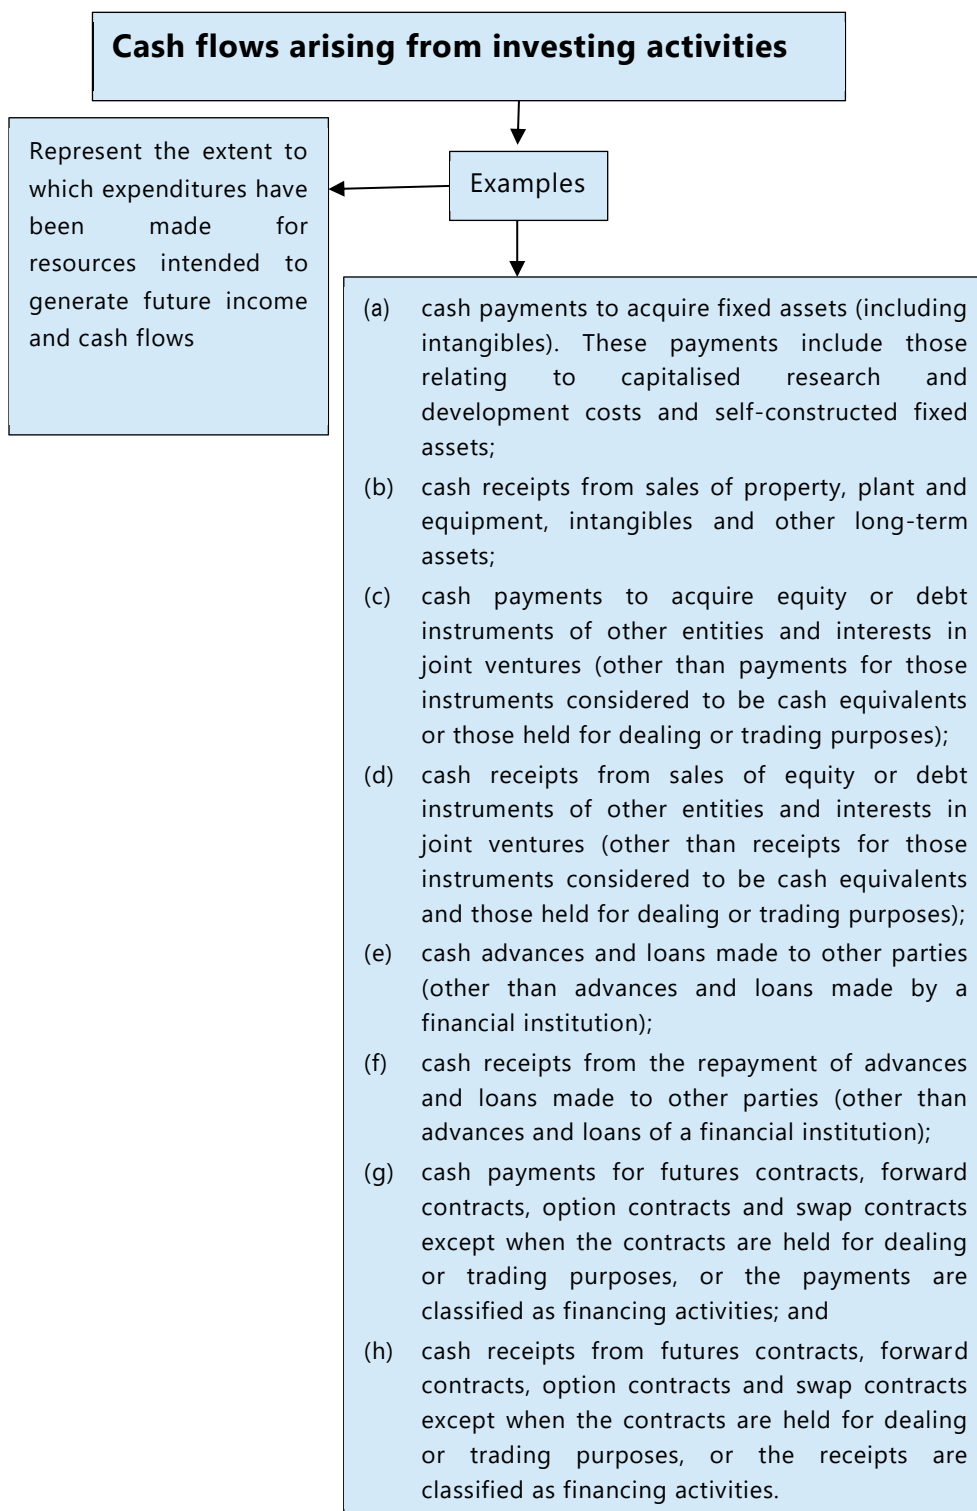 Cash flows arising from investing activities
Represent the extent to
which expenditures have
been made for
resources intended to
generate future income
and cash flows
Examples
(a) cash payments to acquire fixed assets (including
intangibles). These payments include those
relating to capitalised research and
development costs and self-constructed fixed
assets;
(b) cash receipts from sales of property, plant and
equipment, intangibles and other long-term
assets;
(c) cash payments to acquire equity or debt
instruments of other entities and interests in
joint ventures (other than payments for those
instruments considered to be cash equivalents
or those held for dealing or trading purposes);
(d) cash receipts from sales of equity or debt
instruments of other entities and interests in
joint ventures (other than receipts for those
instruments considered to be cash equivalents
and those held for dealing or trading purposes);
(e) cash advances and loans made to other parties
(other than advances and loans made by a
financial institution);
(f) cash receipts from the repayment of advances
and loans made to other parties (other than
advances and loans of a financial institution);
(g) cash payments for futures contracts, forward
contracts, option contracts and swap contracts
except when the contracts are held for dealing
or trading purposes, or the payments are
classified as financing activities; and
(h) cash receipts from futures contracts, forward
contracts, option contracts and swap contracts
except when the contracts are held for dealing
or trading purposes, or the receipts are
classified as financing activities.